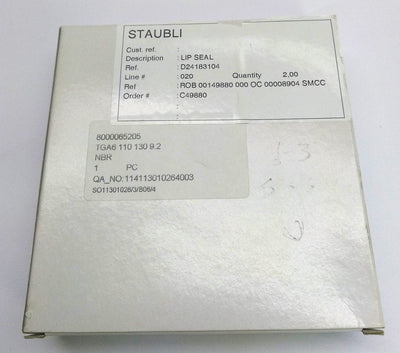 STAUBLI
Cust. ref. :
Description : LIP SEAL
Ref. : D24183104
Line # : 020 Quantity 2,00
Ref : ROB 00149880 000 OC 00008904 SMCC
Order # : C49880
8000065205
TGA6 110 130 9.2
NBR
1 PC
QA_NO:114113010264003
SO11301026/3/806/4